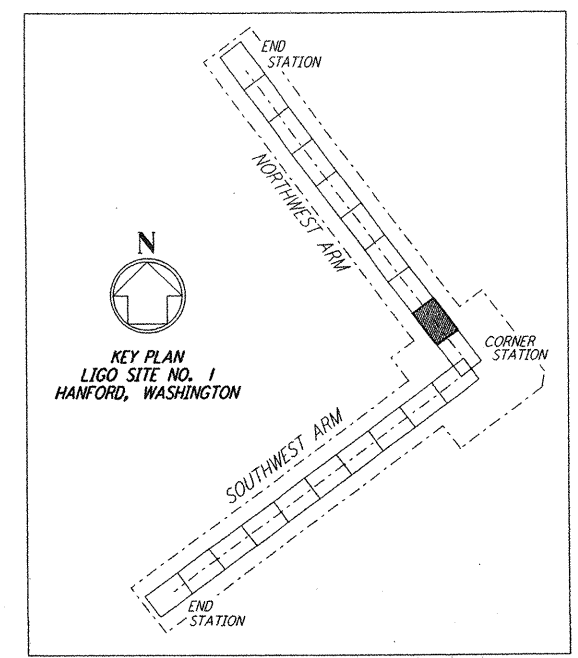 END
STATION
NORTHWEST ARM
N
KEY PLAN
LIGO SITE NO. 1
HANFORD, WASHINGTON
CORNER
STATION
SOUTHWEST ARM
END
STATION